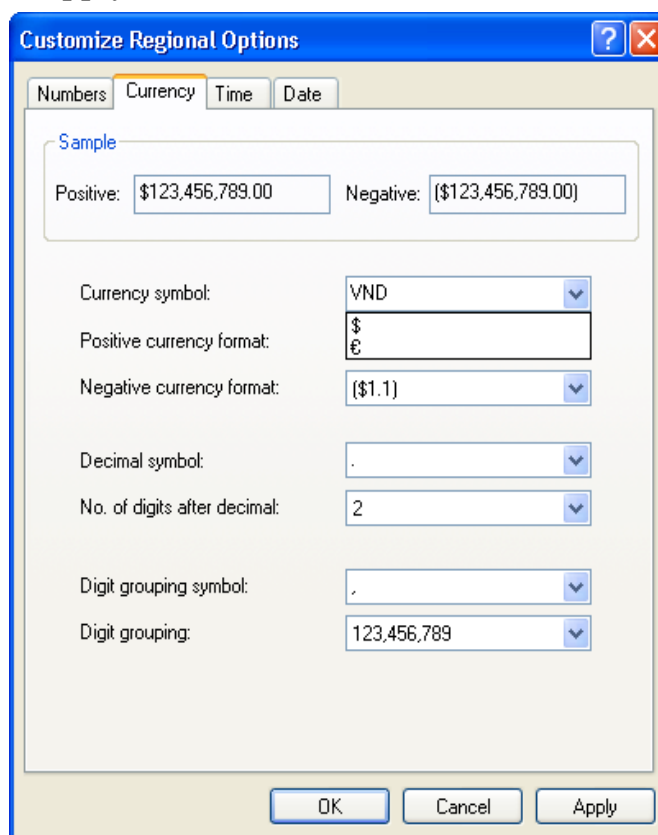 Customize Regional Options
Numbers Currency Time Date
Sample
Positive: $123,456,789.00 Negative: ($123,456,789.00)
Currency symbol: VND
$
Positive currency format: €
Negative currency format: ($1.1)
Decimal symbol: .
No. of digits after decimal: 2
Digit grouping symbol: ,
Digit grouping: 123,456,789
OK Cancel Apply